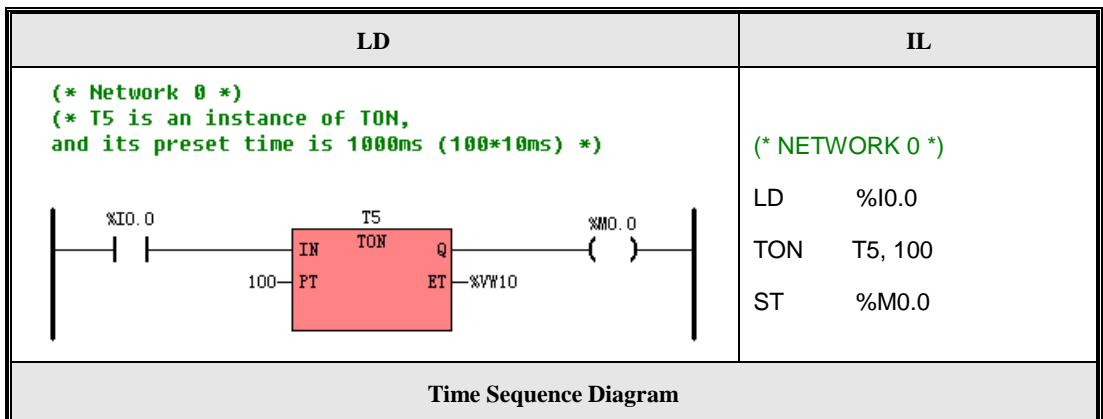 LD IL
(* Network 0 *)
(* T5 is an instance of TON,
and its preset time is 1000ms (100*10ms) *)
%I0.0 T5 %M0.0
IN TON Q
100 PT ET %VW10
(* NETWORK 0 *)
LD %I0.0
TON T5, 100
ST %M0.0
Time Sequence Diagram